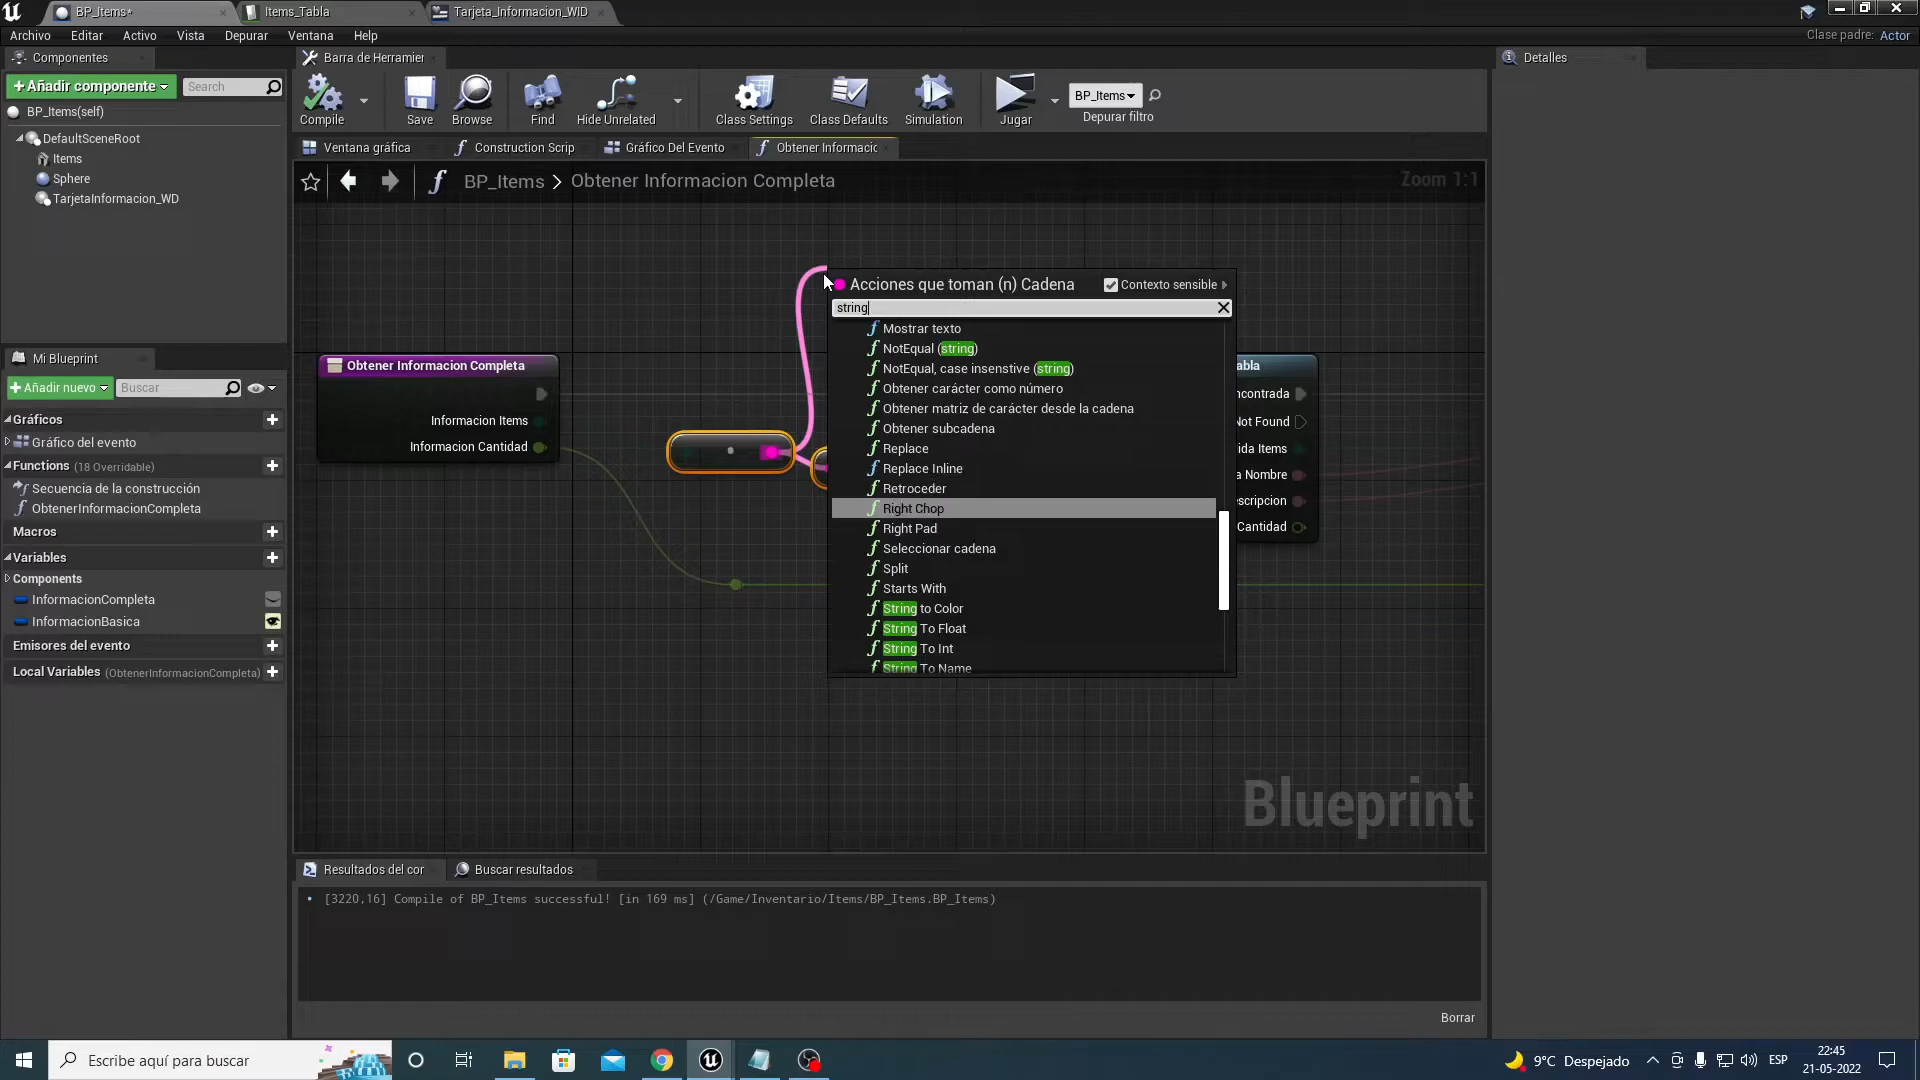 BP_Items*
Items_Tabla
Tarjeta_Informacion_WID
Archivo Editar Activo Vista Depurar Ventana Help
Clase padre: Actor
Componentes
Barra de Herramier
Detalles
+Añadir componente
Search
BP_Items(self)
DefaultSceneRoot
Items
Sphere
TarjetaInformacion_WD
Compile
Save
Browse
Find
Hide Unrelated
Class Settings
Class Defaults
Simulation
Jugar
BP_Items
Depurar filtro
Ventana gráfica
Construction Scrip
Gráfico Del Evento
Obtener Informacic
BP_Items > Obtener Informacion Completa
Zoom 1:1
Mi Blueprint
+Añadir nuevo
Buscar
Gráficos
Gráfico del evento
Functions (18 Overridable)
Secuencia de la construcción
ObtenerInformacionCompleta
Macros
Variables
Components
InformacionCompleta
InformacionBasica
Emisores del evento
Local Variables (ObtenerInformacionCompleta)
Obtener Informacion Completa
Informacion Items
Informacion Cantidad
Acciones que toman (n) Cadena
Contexto sensible
string
Mostrar texto
NotEqual (string)
NotEqual, case insenstive (string)
Obtener carácter como número
Obtener matriz de carácter desde la cadena
Obtener subcadena
Replace
Replace Inline
Retroceder
Right Chop
Right Pad
Seleccionar cadena
Split
Starts With
String to Color
String To Float
String To Int
String To Name
abla
ncontrada
Not Found
ida Items
a Nombre
escripcion
Cantidad
Blueprint
Resultados del cor
Buscar resultados
[3220,16] Compile of BP_Items successful! [in 169 ms] (/Game/Inventario/Items/BP_Items.BP_Items)
Borrar
Escribe aquí para buscar
9°C Despejado
ESP
22:45
21-05-2022